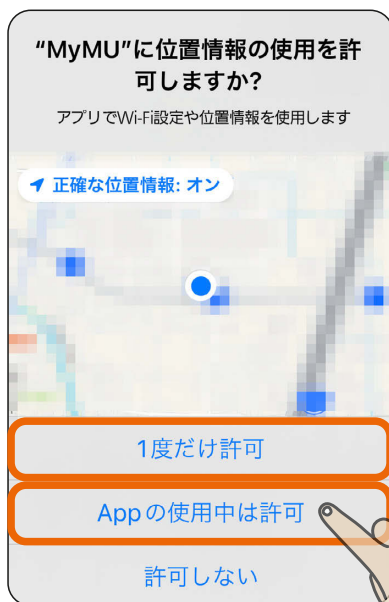 “MyMU”に位置情報の使用を許
可しますか?
アプリでWi-Fi設定や位置情報を使用します
正確な位置情報: オン
1度だけ許可
Appの使用中は許可
許可しない